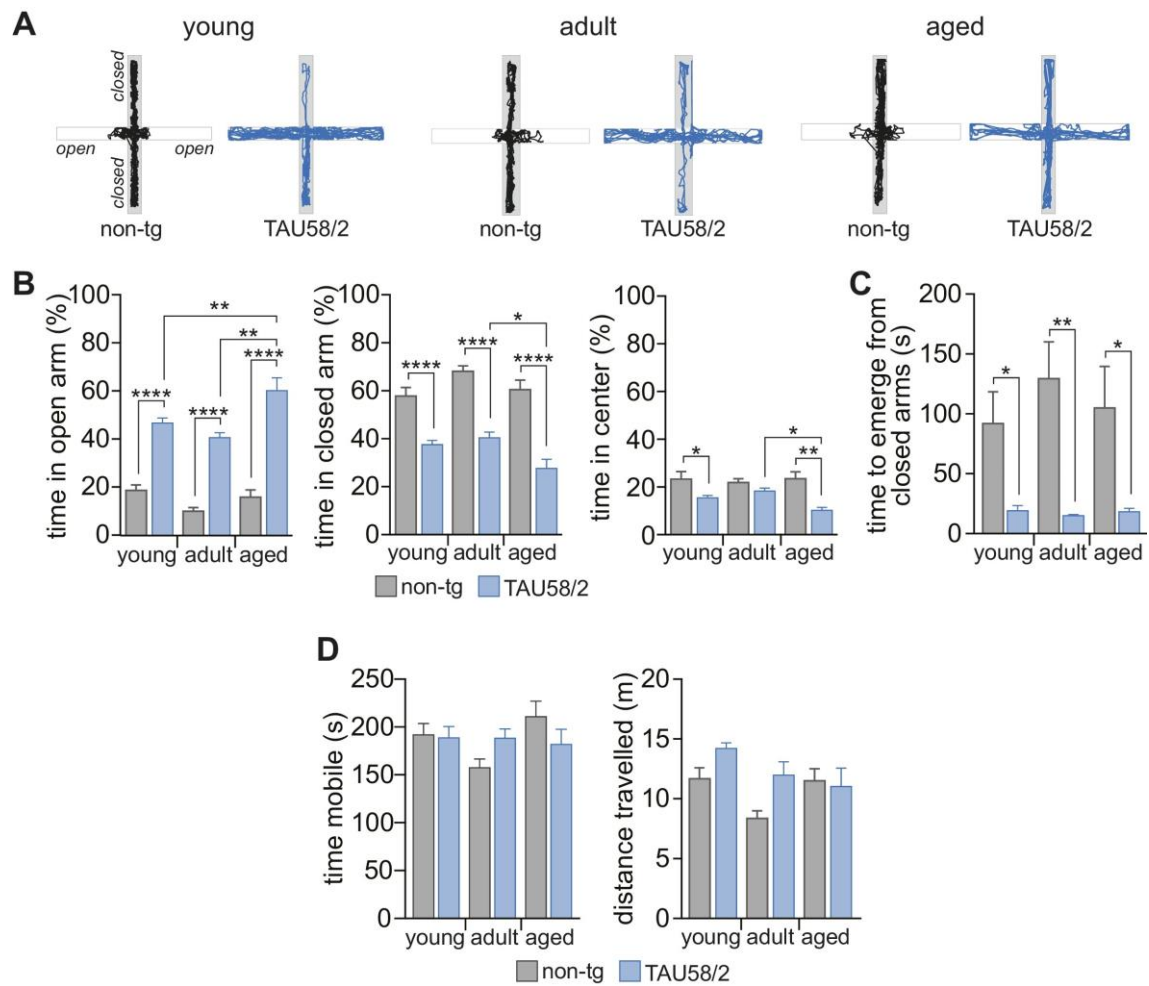 A
young adult aged
closed
open open
closed
non-tg TAU58/2 non-tg TAU58/2 non-tg TAU58/2
B
time in open arm (%)
100
80
60
40
20
0
**
**
****
****
****
young adult aged
time in closed arm (%)
100
80
60
40
20
0
*
****
****
****
young adult aged
time in center (%)
100
80
60
40
20
0
*
*
**
young adult aged
non-tg TAU58/2
C
time to emerge from
closed arms (s)
200
150
100
50
0
*
**
*
young adult aged
D
time mobile (s)
250
200
150
100
50
0
young adult aged
distance travelled (m)
20
15
10
5
0
young adult aged
non-tg TAU58/2